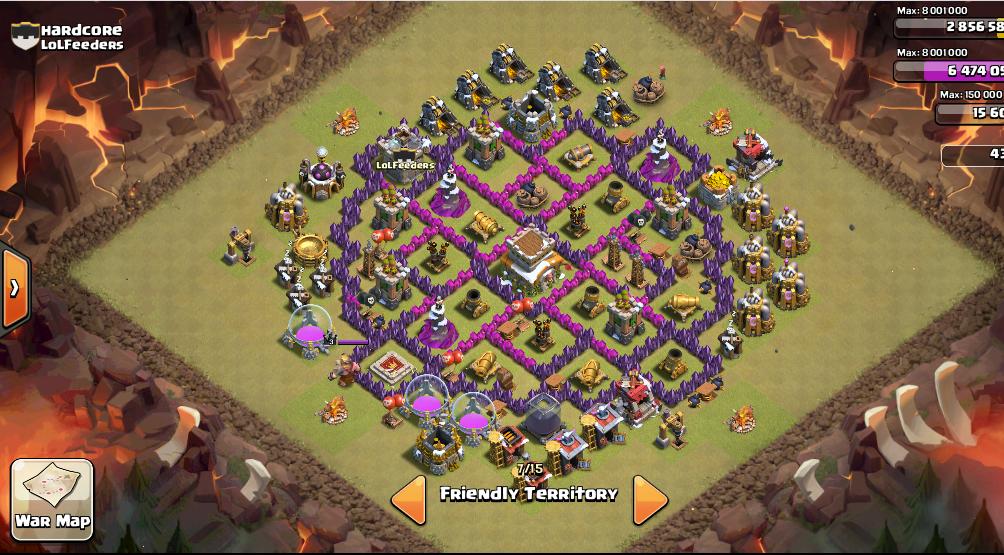 Hardcore
LoLFeeders
Max: 8 001 000
2 856 58
Max: 8 001 000
6 474 05
Max: 150 000
15 60
43
LoLFeeders
7/15
Friendly Territory
War Map